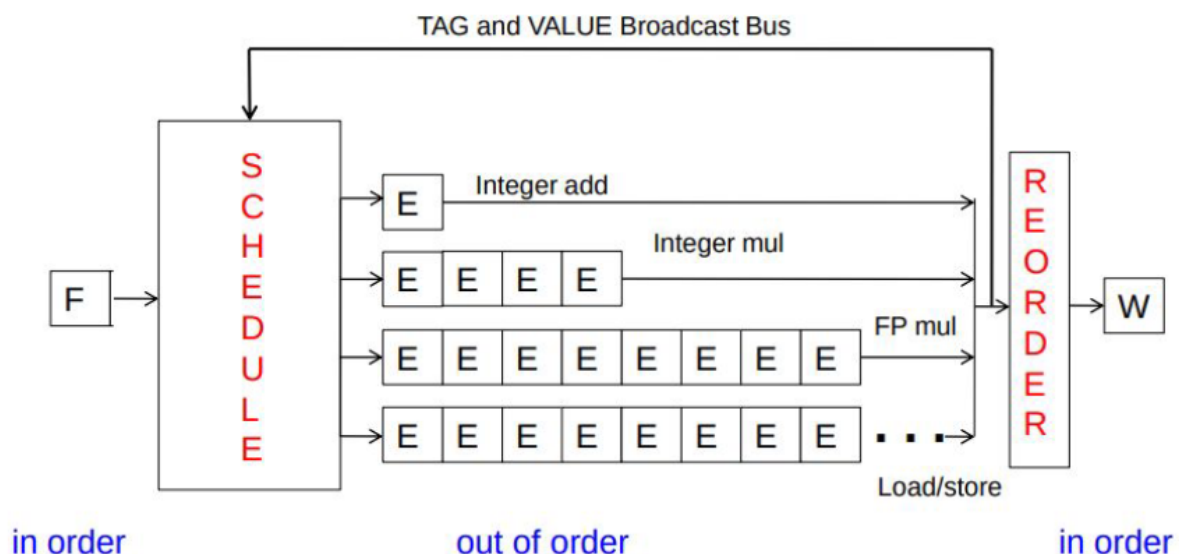 TAG and VALUE Broadcast Bus
S
C
H
E
D
U
L
E
F
E
Integer add
E E E E
Integer mul
E E E E E E E E
FP mul
E E E E E E E E . . .
Load/store
R
E
O
R
D
E
R
W
in order
out of order
in order